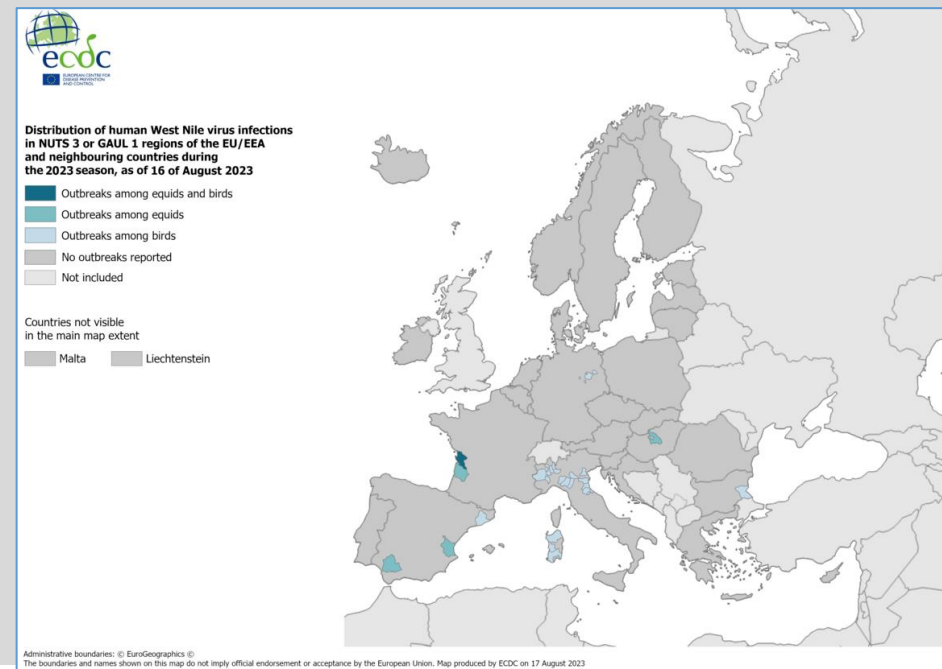 ecdc
EUROPEAN CENTRE FOR
DISEASE PREVENTION
AND CONTROL
Distribution of human West Nile virus infections
in NUTS 3 or GAUL 1 regions of the EU/EEA
and neighbouring countries during
the 2023 season, as of 16 of August 2023
Outbreaks among equids and birds
Outbreaks among equids
Outbreaks among birds
No outbreaks reported
Not included
Countries not visible
in the main map extent
Malta Liechtenstein
Administrative boundaries: © EuroGeographics ©
The boundaries and names shown on this map do not imply official endorsement or acceptance by the European Union. Map produced by ECDC on 17 August 2023